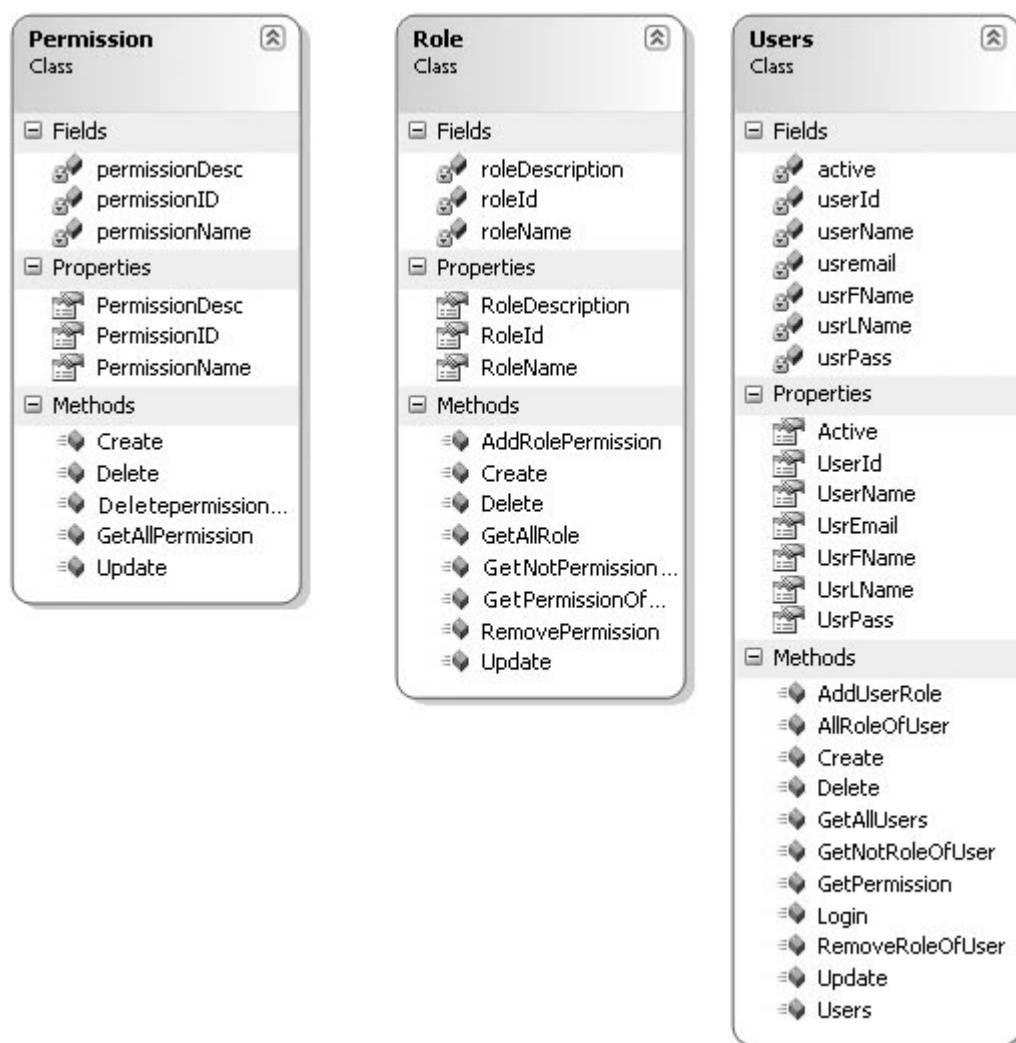 Permission
Class
Fields
permissionDesc
permissionID
permissionName
Properties
PermissionDesc
PermissionID
PermissionName
Methods
Create
Delete
Deletepermission...
GetAllPermission
Update
Role
Class
Fields
roleDescription
roleId
roleName
Properties
RoleDescription
RoleId
RoleName
Methods
AddRolePermission
Create
Delete
GetAllRole
GetNotPermission...
GetPermissionOf...
RemovePermission
Update
Users
Class
Fields
active
userId
userName
usremail
usrFName
usrLName
usrPass
Properties
Active
UserId
UserName
UsrEmail
UsrFName
UsrLName
UsrPass
Methods
AddUserRole
AllRoleOfUser
Create
Delete
GetAllUsers
GetNotRoleOfUser
GetPermission
Login
RemoveRoleOfUser
Update
Users